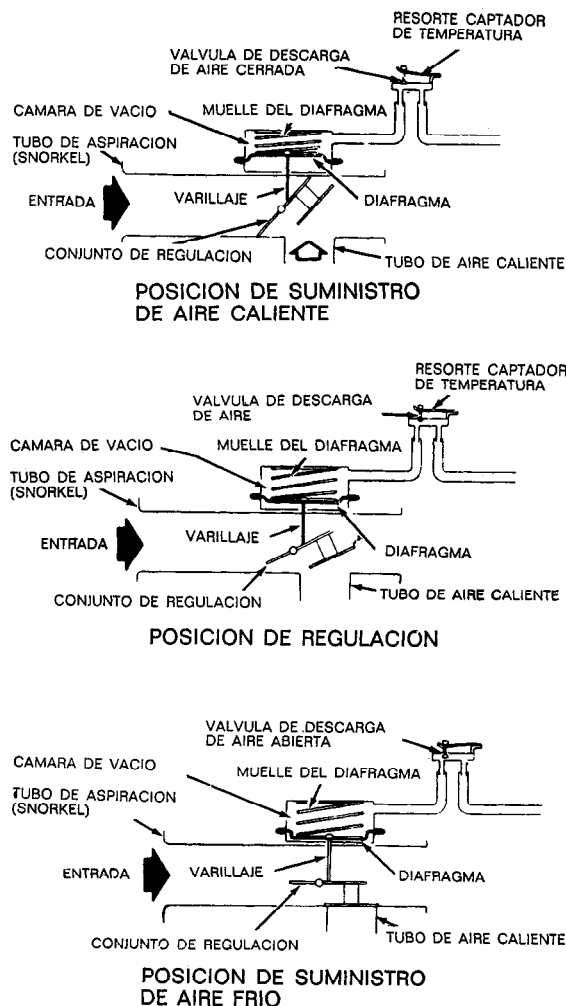 RESORTE CAPTADOR
DE TEMPERATURA
VALVULA DE DESCARGA
DE AIRE CERRADA
CAMARA DE VACIO
MUELLE DEL DIAFRAGMA
TUBO DE ASPIRACION
(SNORKEL)
ENTRADA
VARILLAJE
DIAFRAGMA
CONJUNTO DE REGULACION
TUBO DE AIRE CALIENTE
POSICION DE SUMINISTRO
DE AIRE CALIENTE
RESORTE CAPTADOR
DE TEMPERATURA
VALVULA DE DESCARGA
DE AIRE
CAMARA DE VACIO
MUELLE DEL DIAFRAGMA
TUBO DE ASPIRACION
(SNORKEL)
ENTRADA
VARILLAJE
DIAFRAGMA
CONJUNTO DE REGULACION
TUBO DE AIRE CALIENTE
POSICION DE REGULACION
VALVULA DE DESCARGA
DE AIRE ABIERTA
CAMARA DE VACIO
MUELLE DEL DIAFRAGMA
TUBO DE ASPIRACION
(SNORKEL)
ENTRADA
VARILLAJE
DIAFRAGMA
CONJUNTO DE REGULACION
TUBO DE AIRE CALIENTE
POSICION DE SUMINISTRO
DE AIRE FRIO